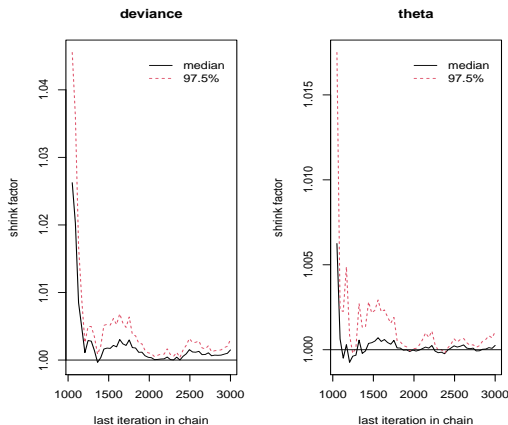 deviance
median
97.5%
shrink factor
1.00 1.01 1.02 1.03 1.04
1000 1500 2000 2500 3000
last iteration in chain
theta
median
97.5%
shrink factor
1.000 1.005 1.010 1.015
1000 1500 2000 2500 3000
last iteration in chain